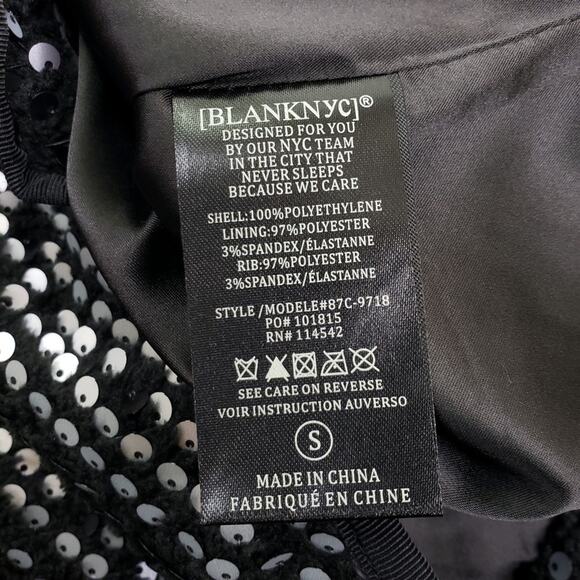 [BLANKNYC]®
DESIGNED FOR YOU
BY OUR NYC TEAM
IN THE CITY THAT
NEVER SLEEPS
BECAUSE WE CARE
SHELL:100%POLYETHYLENE
LINING:97%POLYESTER
3%SPANDEX/ÉLASTANNE
RIB:97%POLYESTER
3%SPANDEX/ÉLASTANNE
STYLE /MODELE#87C-9718
PO# 101815
RN# 114542
SEE CARE ON REVERSE
VOIR INSTRUCTION AUVERSO
S
MADE IN CHINA
FABRIQUÉ EN CHINE